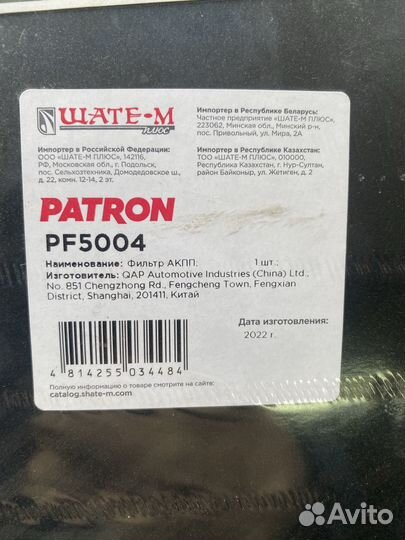 ШАТЕ-М
ПЛЮС
Импортер в Российской Федерации:
ООО «ШАТЕ-М ПЛЮС», 142116,
РФ, Московская обл., г. Подольск,
пос. Сельхозтехника, Домодедовское ш.,
д. 22, комн. 12-14, 2 эт.
Импортер в Республике Беларусь:
Частное предприятие «ШАТЕ-М ПЛЮС»,
223062, Минская обл., Минский р-н,
пос. Привольный, ул. Мира, 2А
Импортер в Республике Казахстан:
ТОО «ШАТЕ-М ПЛЮС», 010000,
Республика Казахстан, г. Нур-Султан,
район Байконыр, ул. Жетиген, д. 2
PATRON
PF5004
Наименование: Фильтр АКПП; 1 шт.;
Изготовитель: QAP Automotive Industries (China) Ltd.,
No. 851 Chengzhong Rd., Fengcheng Town, Fengxian
District, Shanghai, 201411, Китай
Дата изготовления:
2022 г.
4 814255 034484
Полную информацию о товаре смотрите на сайте:
catalog.shate-m.com
Avito